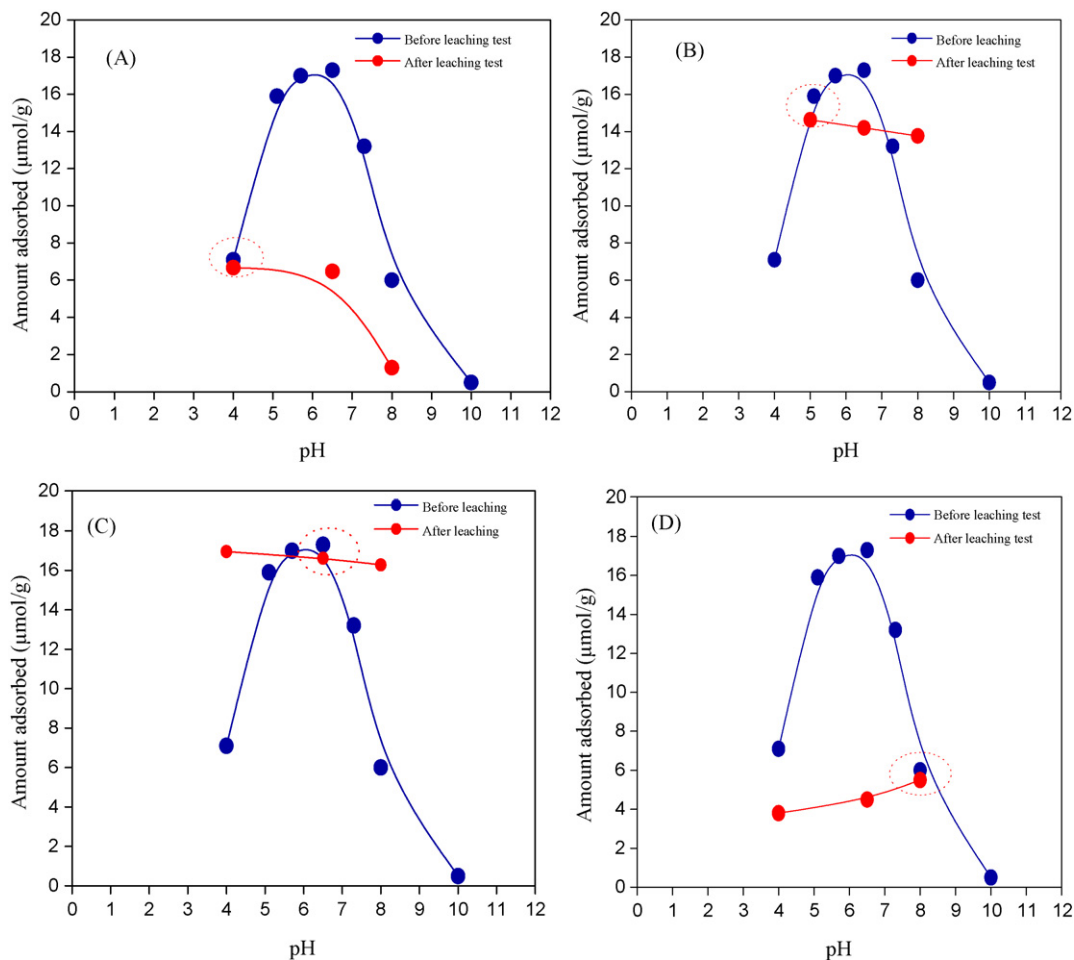 (A)
Before leaching test
After leaching test
Amount adsorbed (µmol/g)
20
18
16
14
12
10
8
6
4
2
0
0 1 2 3 4 5 6 7 8 9 10 11 12
pH
(B)
Before leaching
After leaching test
Amount adsorbed (µmol/g)
20
18
16
14
12
10
8
6
4
2
0
0 1 2 3 4 5 6 7 8 9 10 11 12
pH
(C)
Before leaching
After leaching
Amount adsorbed (µmol/g)
20
18
16
14
12
10
8
6
4
2
0
0 1 2 3 4 5 6 7 8 9 10 11 12
pH
(D)
Before leaching test
After leaching test
Amount adsorbed (µmol/g)
20
18
16
14
12
10
8
6
4
2
0
0 1 2 3 4 5 6 7 8 9 10 11 12
pH